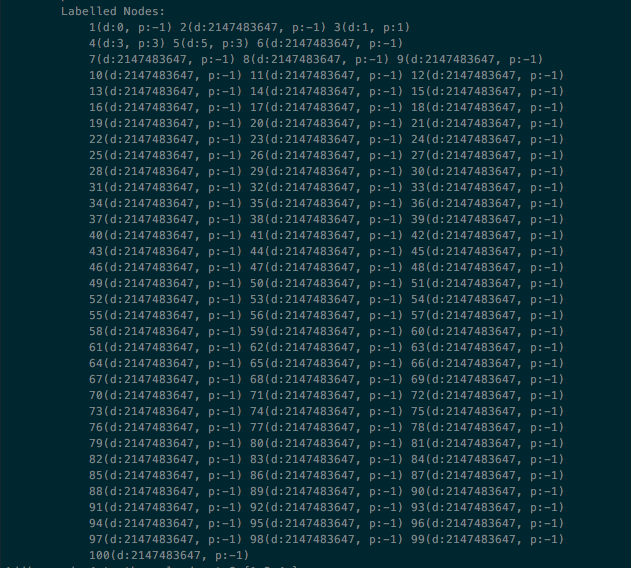 Labelled Nodes:
1(d:0, p:-1) 2(d:2147483647, p:-1) 3(d:1, p:1)
4(d:3, p:3) 5(d:5, p:3) 6(d:2147483647, p:-1)
7(d:2147483647, p:-1) 8(d:2147483647, p:-1) 9(d:2147483647, p:-1)
10(d:2147483647, p:-1) 11(d:2147483647, p:-1) 12(d:2147483647, p:-1)
13(d:2147483647, p:-1) 14(d:2147483647, p:-1) 15(d:2147483647, p:-1)
16(d:2147483647, p:-1) 17(d:2147483647, p:-1) 18(d:2147483647, p:-1)
19(d:2147483647, p:-1) 20(d:2147483647, p:-1) 21(d:2147483647, p:-1)
22(d:2147483647, p:-1) 23(d:2147483647, p:-1) 24(d:2147483647, p:-1)
25(d:2147483647, p:-1) 26(d:2147483647, p:-1) 27(d:2147483647, p:-1)
28(d:2147483647, p:-1) 29(d:2147483647, p:-1) 30(d:2147483647, p:-1)
31(d:2147483647, p:-1) 32(d:2147483647, p:-1) 33(d:2147483647, p:-1)
34(d:2147483647, p:-1) 35(d:2147483647, p:-1) 36(d:2147483647, p:-1)
37(d:2147483647, p:-1) 38(d:2147483647, p:-1) 39(d:2147483647, p:-1)
40(d:2147483647, p:-1) 41(d:2147483647, p:-1) 42(d:2147483647, p:-1)
43(d:2147483647, p:-1) 44(d:2147483647, p:-1) 45(d:2147483647, p:-1)
46(d:2147483647, p:-1) 47(d:2147483647, p:-1) 48(d:2147483647, p:-1)
49(d:2147483647, p:-1) 50(d:2147483647, p:-1) 51(d:2147483647, p:-1)
52(d:2147483647, p:-1) 53(d:2147483647, p:-1) 54(d:2147483647, p:-1)
55(d:2147483647, p:-1) 56(d:2147483647, p:-1) 57(d:2147483647, p:-1)
58(d:2147483647, p:-1) 59(d:2147483647, p:-1) 60(d:2147483647, p:-1)
61(d:2147483647, p:-1) 62(d:2147483647, p:-1) 63(d:2147483647, p:-1)
64(d:2147483647, p:-1) 65(d:2147483647, p:-1) 66(d:2147483647, p:-1)
67(d:2147483647, p:-1) 68(d:2147483647, p:-1) 69(d:2147483647, p:-1)
70(d:2147483647, p:-1) 71(d:2147483647, p:-1) 72(d:2147483647, p:-1)
73(d:2147483647, p:-1) 74(d:2147483647, p:-1) 75(d:2147483647, p:-1)
76(d:2147483647, p:-1) 77(d:2147483647, p:-1) 78(d:2147483647, p:-1)
79(d:2147483647, p:-1) 80(d:2147483647, p:-1) 81(d:2147483647, p:-1)
82(d:2147483647, p:-1) 83(d:2147483647, p:-1) 84(d:2147483647, p:-1)
85(d:2147483647, p:-1) 86(d:2147483647, p:-1) 87(d:2147483647, p:-1)
88(d:2147483647, p:-1) 89(d:2147483647, p:-1) 90(d:2147483647, p:-1)
91(d:2147483647, p:-1) 92(d:2147483647, p:-1) 93(d:2147483647, p:-1)
94(d:2147483647, p:-1) 95(d:2147483647, p:-1) 96(d:2147483647, p:-1)
97(d:2147483647, p:-1) 98(d:2147483647, p:-1) 99(d:2147483647, p:-1)
100(d:2147483647, p:-1)